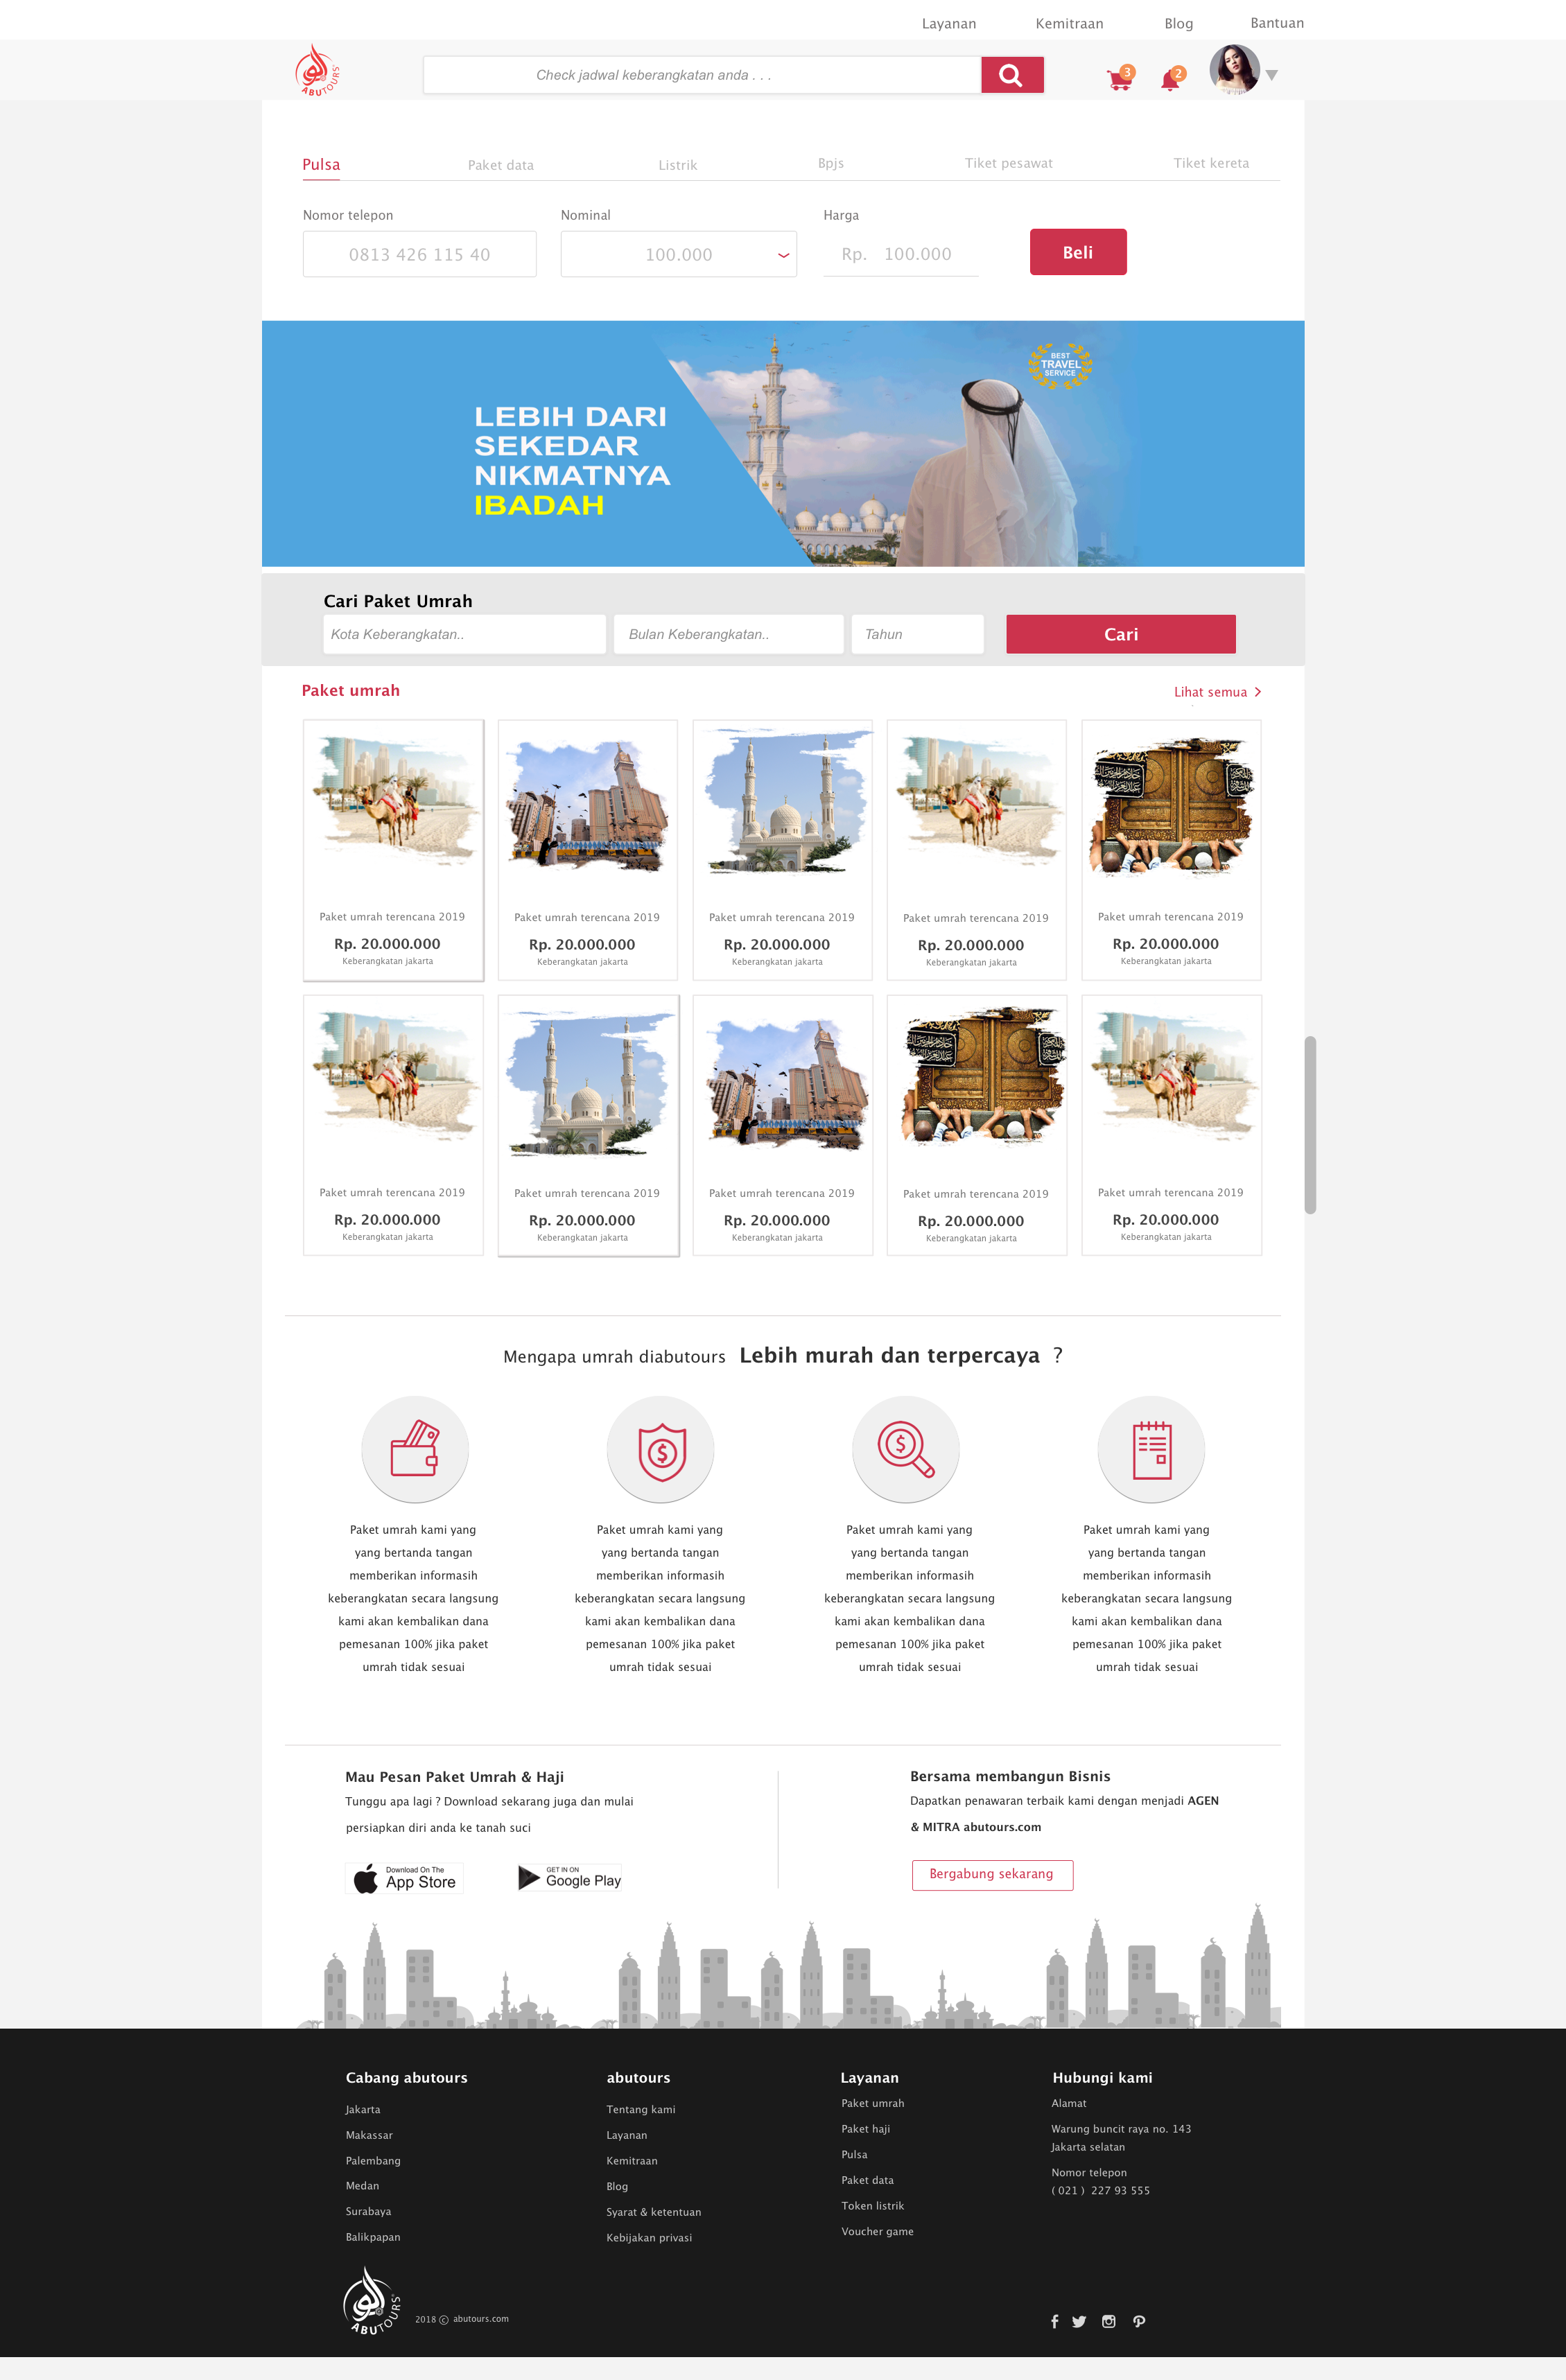 Layanan Kemitraan Blog Bantuan
ABUTOURS
Check jadwal keberangkatan anda . . .
3
2
Pulsa Paket data Listrik Bpjs Tiket pesawat Tiket kereta
Nomor telepon Nominal Harga
0813 426 115 40 100.000 Rp. 100.000 Beli
BEST
TRAVEL
SERVICE
LEBIH DARI
SEKEDAR
NIKMATNYA
IBADAH
Cari Paket Umrah
Kota Keberangkatan.. Bulan Keberangkatan.. Tahun Cari
Paket umrah Lihat semua
Paket umrah terencana 2019 Paket umrah terencana 2019 Paket umrah terencana 2019 Paket umrah terencana 2019 Paket umrah terencana 2019
Rp. 20.000.000 Rp. 20.000.000 Rp. 20.000.000 Rp. 20.000.000 Rp. 20.000.000
Keberangkatan jakarta Keberangkatan jakarta Keberangkatan jakarta Keberangkatan jakarta Keberangkatan jakarta
Paket umrah terencana 2019 Paket umrah terencana 2019 Paket umrah terencana 2019 Paket umrah terencana 2019 Paket umrah terencana 2019
Rp. 20.000.000 Rp. 20.000.000 Rp. 20.000.000 Rp. 20.000.000 Rp. 20.000.000
Keberangkatan jakarta Keberangkatan jakarta Keberangkatan jakarta Keberangkatan jakarta Keberangkatan jakarta
Mengapa umrah diabutours Lebih murah dan terpercaya ?
Paket umrah kami yang
yang bertanda tangan
memberikan informasih
keberangkatan secara langsung
kami akan kembalikan dana
pemesanan 100% jika paket
umrah tidak sesuai
Paket umrah kami yang
yang bertanda tangan
memberikan informasih
keberangkatan secara langsung
kami akan kembalikan dana
pemesanan 100% jika paket
umrah tidak sesuai
Paket umrah kami yang
yang bertanda tangan
memberikan informasih
keberangkatan secara langsung
kami akan kembalikan dana
pemesanan 100% jika paket
umrah tidak sesuai
Paket umrah kami yang
yang bertanda tangan
memberikan informasih
keberangkatan secara langsung
kami akan kembalikan dana
pemesanan 100% jika paket
umrah tidak sesuai
Mau Pesan Paket Umrah & Haji
Tunggu apa lagi ? Download sekarang juga dan mulai
persiapkan diri anda ke tanah suci
Download On The
App Store
GET IN ON
Google Play
Bersama membangun Bisnis
Dapatkan penawaran terbaik kami dengan menjadi AGEN
& MITRA abutours.com
Bergabung sekarang
Cabang abutours
Jakarta
Makassar
Palembang
Medan
Surabaya
Balikpapan
abutours
Tentang kami
Layanan
Kemitraan
Blog
Syarat & ketentuan
Kebijakan privasi
Layanan
Paket umrah
Paket haji
Pulsa
Paket data
Token listrik
Voucher game
Hubungi kami
Alamat
Warung buncit raya no. 143
Jakarta selatan
Nomor telepon
( 021 ) 227 93 555
ABUTOURS
2018 © abutours.com